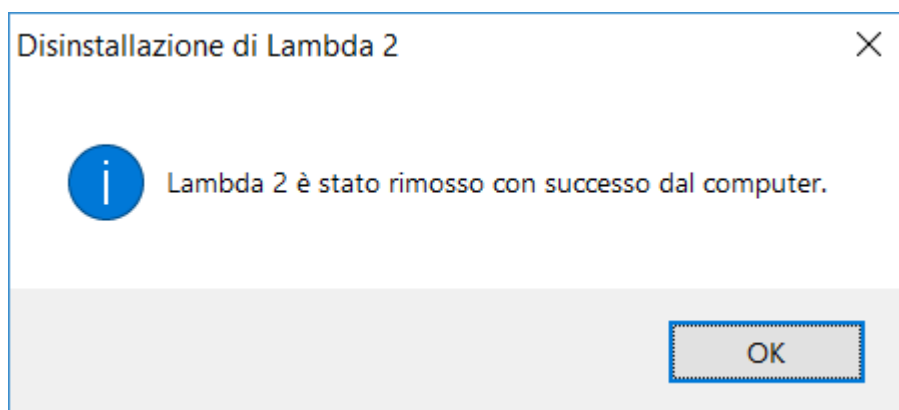 Disinstallazione di Lambda 2
Lambda 2 è stato rimosso con successo dal computer.
OK